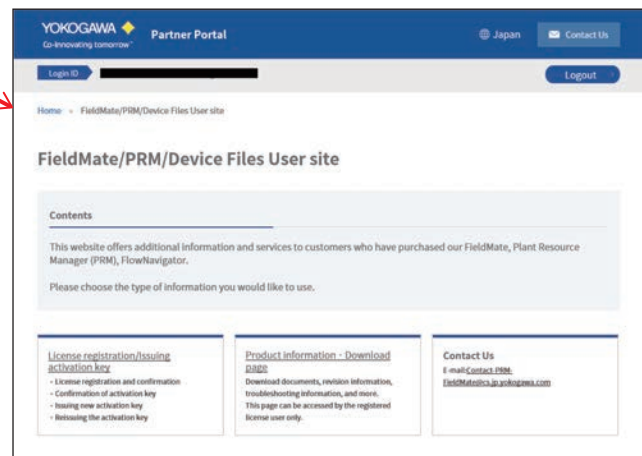 YOKOGAWA
Co-innovating tomorrow™
Partner Portal
Japan
Contact Us
Login ID
Logout
Home
FieldMate/PRM/Device Files User site
FieldMate/PRM/Device Files User site
Contents
This website offers additional information and services to customers who have purchased our FieldMate, Plant Resource
Manager (PRM), FlowNavigator.
Please choose the type of information you would like to use.
License registration/Issuing
activation key
- License registration and confirmation
- Confirmation of activation key
- Issuing new activation key
- Reissuing the activation key
Product information - Download
page
Download documents, revision information,
troubleshooting information, and more.
This page can be accessed by the registered
license user only.
Contact Us
E-mail:Contact-PRM-
FieldMate@cs.jp.yokogawa.com